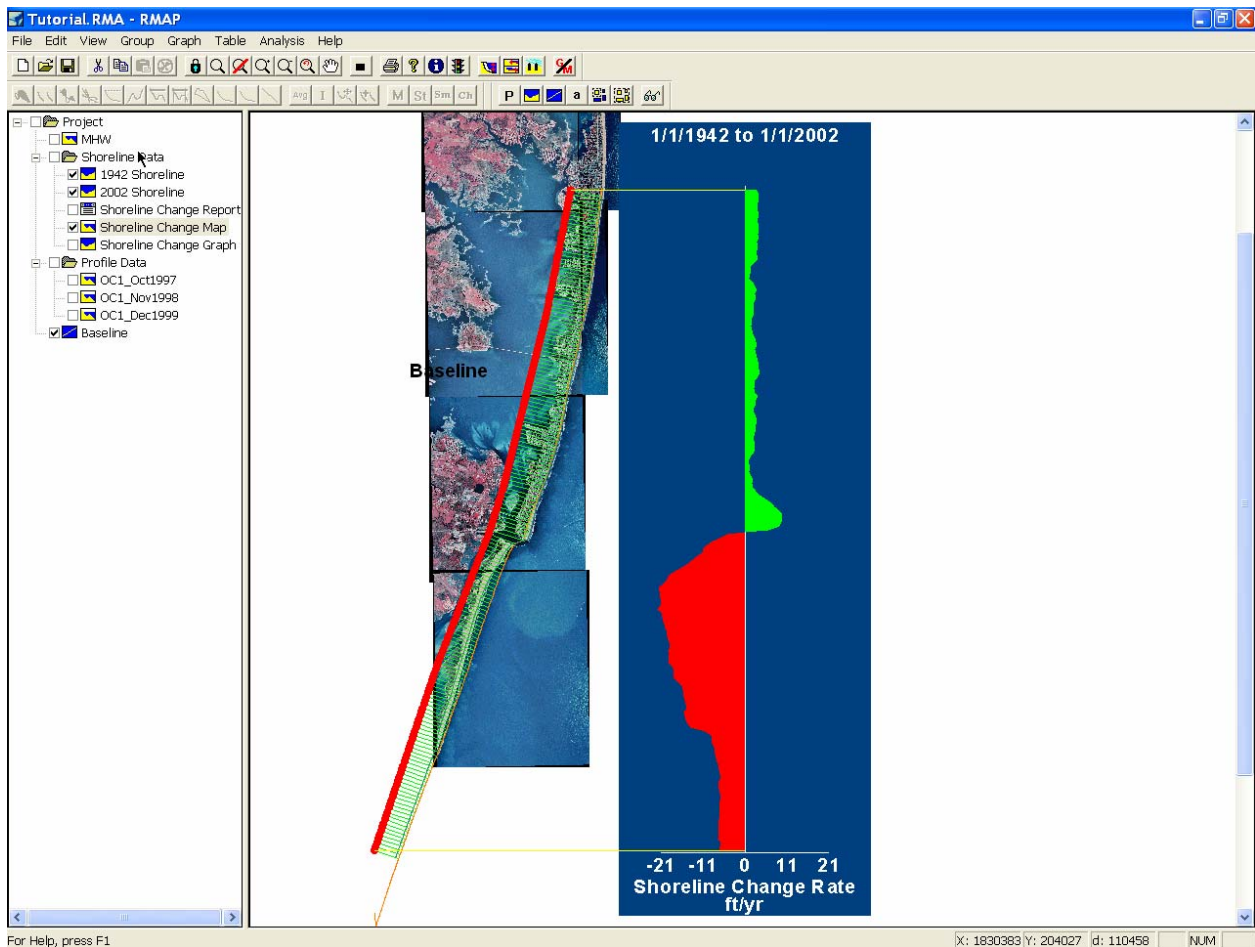 Tutorial.RMA - RMAP
File Edit View Group Graph Table Analysis Help
Avg I M St Sm Ch P a
Project
MHW
Shoreline Data
1942 Shoreline
2002 Shoreline
Shoreline Change Report
Shoreline Change Map
Shoreline Change Graph
Profile Data
OC1_Oct1997
OC1_Nov1998
OC1_Dec1999
Baseline
Baseline
1/1/1942 to 1/1/2002
-21 -11 0 11 21
Shoreline Change Rate
ft/yr
For Help, press F1
X: 1830383 Y: 204027 d: 110458 NUM